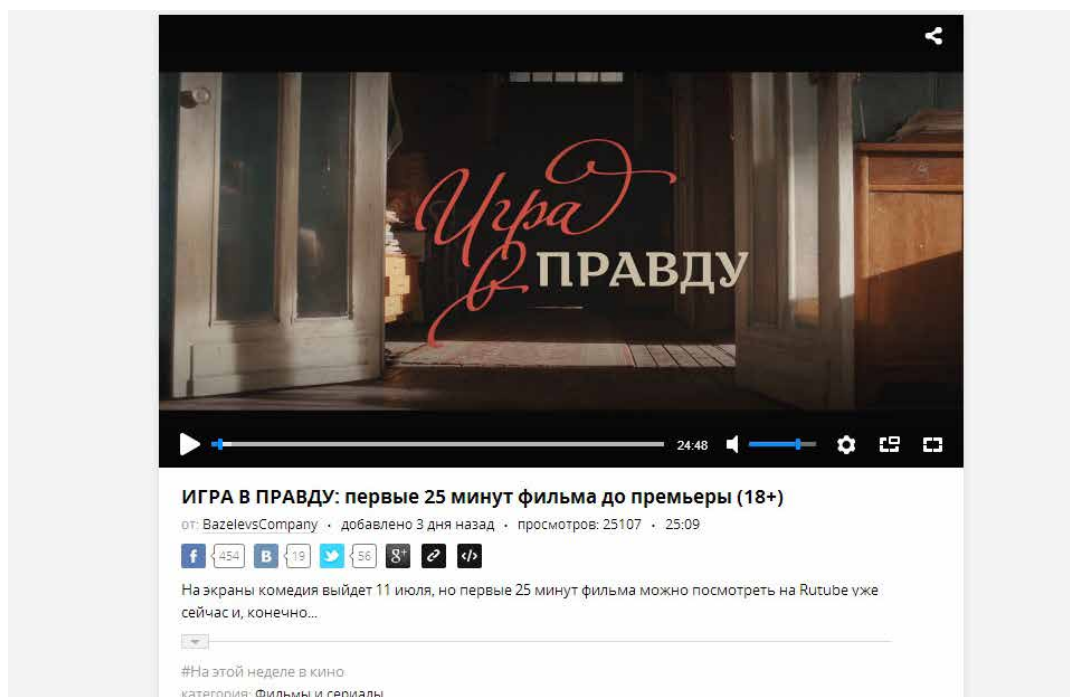 Игра
в ПРАВДУ
24:48
ИГРА В ПРАВДУ: первые 25 минут фильма до премьеры (18+)
от: BazelevsCompany · добавлено 3 дня назад · просмотров: 25107 · 25:09
f 454 B 19 56 g+ </>
На экраны комедия выйдет 11 июля, но первые 25 минут фильма можно посмотреть на Rutube уже
сейчас и, конечно...
#На этой неделе в кино
категория: Фильмы и сериалы